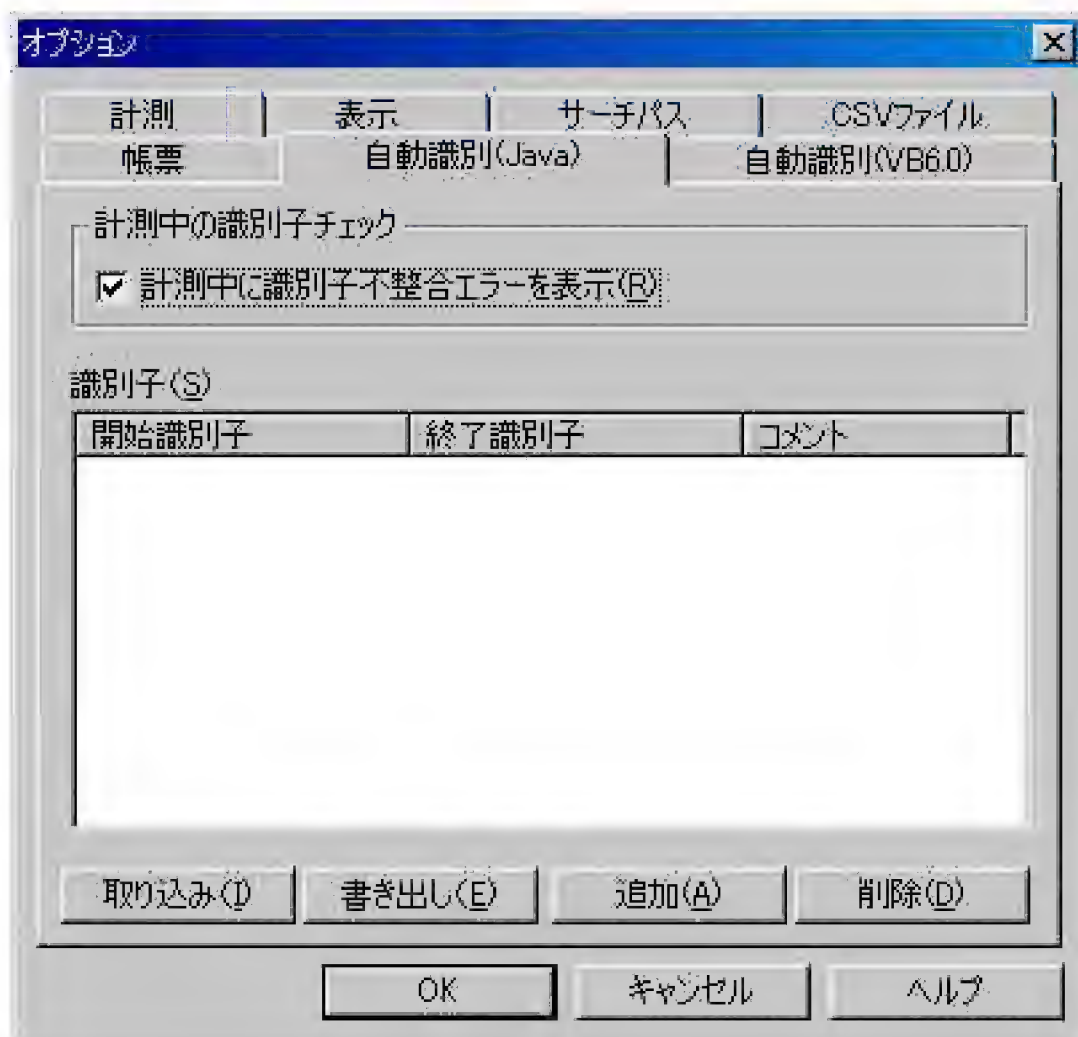 オプション
計測 表示 サーチパス CSVファイル
帳票 自動識別(Java) 自動識別(VB6.0)
計測中の識別子チェック
計測中に識別子不整合エラーを表示(R)
識別子(S)
開始識別子 終了識別子 コメント
取り込み(I) 書き出し(E) 追加(A) 削除(D)
OK キャンセル ヘルプ